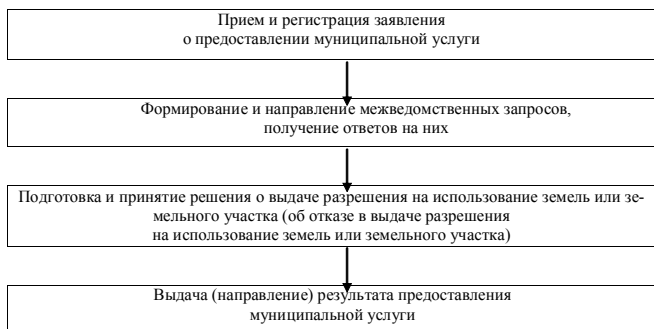 Прием и регистрация заявления
о предоставлении муниципальной услуги
Формирование и направление межведомственных запросов,
получение ответов на них
Подготовка и принятие решения о выдаче разрешения на использование земель или зе-
мельного участка (об отказе в выдаче разрешения
на использование земель или земельного участка)
Выдача (направление) результата предоставления
муниципальной услуги